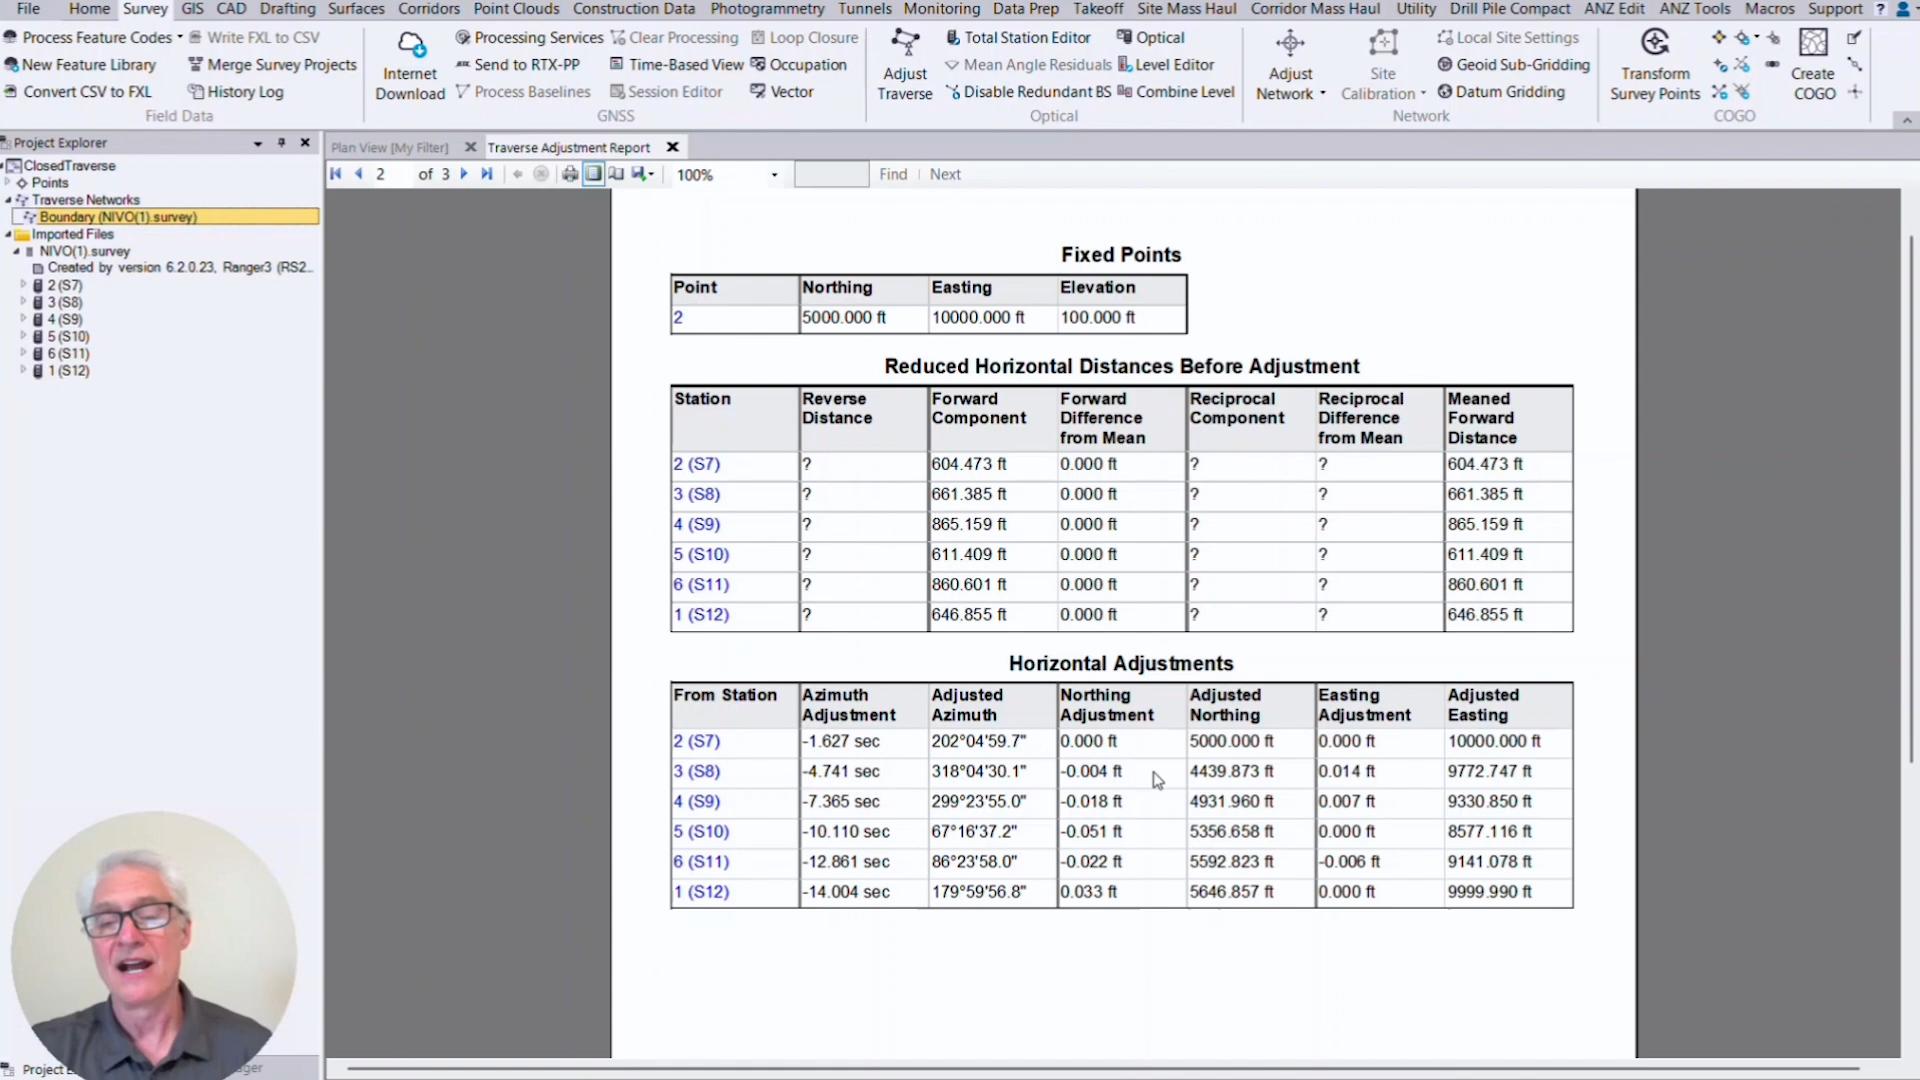 File Home Survey GIS CAD Drafting Surfaces Corridors Point Clouds Construction Data Photogrammetry Tunnels Monitoring Data Prep Takeoff Site Mass Haul Corridor Mass Haul Utility Drill Pile Compact ANZ Edit ANZ Tools Macros Support ?
Process Feature Codes Write FXL to CSV
New Feature Library Merge Survey Projects
Convert CSV to FXL History Log
Field Data
Internet Download
Processing Services Clear Processing Loop Closure
Send to RTX-PP Time-Based View Occupation
Process Baselines Session Editor Vector
GNSS
Adjust Traverse
Total Station Editor Optical
Mean Angle Residuals Level Editor
Disable Redundant BS Combine Level
Optical
Adjust Network
Site Calibration
Local Site Settings
Geoid Sub-Gridding
Datum Gridding
Network
Transform Survey Points
Create COGO
COGO
Project Explorer
ClosedTraverse
Points
Traverse Networks
Boundary (NIVO(1).survey)
Imported Files
NIVO(1).survey
Created by version 6.2.0.23, Ranger3 (RS2...
2 (S7)
3 (S8)
4 (S9)
5 (S10)
6 (S11)
1 (S12)
Plan View [My Filter] Traverse Adjustment Report
2 of 3 100% Find Next
Fixed Points
Point Northing Easting Elevation
2 5000.000 ft 10000.000 ft 100.000 ft
Reduced Horizontal Distances Before Adjustment
Station Reverse Distance Forward Component Forward Difference from Mean Reciprocal Component Reciprocal Difference from Mean Meaned Forward Distance
2 (S7) ? 604.473 ft 0.000 ft ? ? 604.473 ft
3 (S8) ? 661.385 ft 0.000 ft ? ? 661.385 ft
4 (S9) ? 865.159 ft 0.000 ft ? ? 865.159 ft
5 (S10) ? 611.409 ft 0.000 ft ? ? 611.409 ft
6 (S11) ? 860.601 ft 0.000 ft ? ? 860.601 ft
1 (S12) ? 646.855 ft 0.000 ft ? ? 646.855 ft
Horizontal Adjustments
From Station Azimuth Adjustment Adjusted Azimuth Northing Adjustment Adjusted Northing Easting Adjustment Adjusted Easting
2 (S7) -1.627 sec 202°04'59.7" 0.000 ft 5000.000 ft 0.000 ft 10000.000 ft
3 (S8) -4.741 sec 318°04'30.1" -0.004 ft 4439.873 ft 0.014 ft 9772.747 ft
4 (S9) -7.365 sec 299°23'55.0" -0.018 ft 4931.960 ft 0.007 ft 9330.850 ft
5 (S10) -10.110 sec 67°16'37.2" -0.051 ft 5356.658 ft 0.000 ft 8577.116 ft
6 (S11) -12.861 sec 86°23'58.0" -0.022 ft 5592.823 ft -0.006 ft 9141.078 ft
1 (S12) -14.004 sec 179°59'56.8" 0.033 ft 5646.857 ft 0.000 ft 9999.990 ft